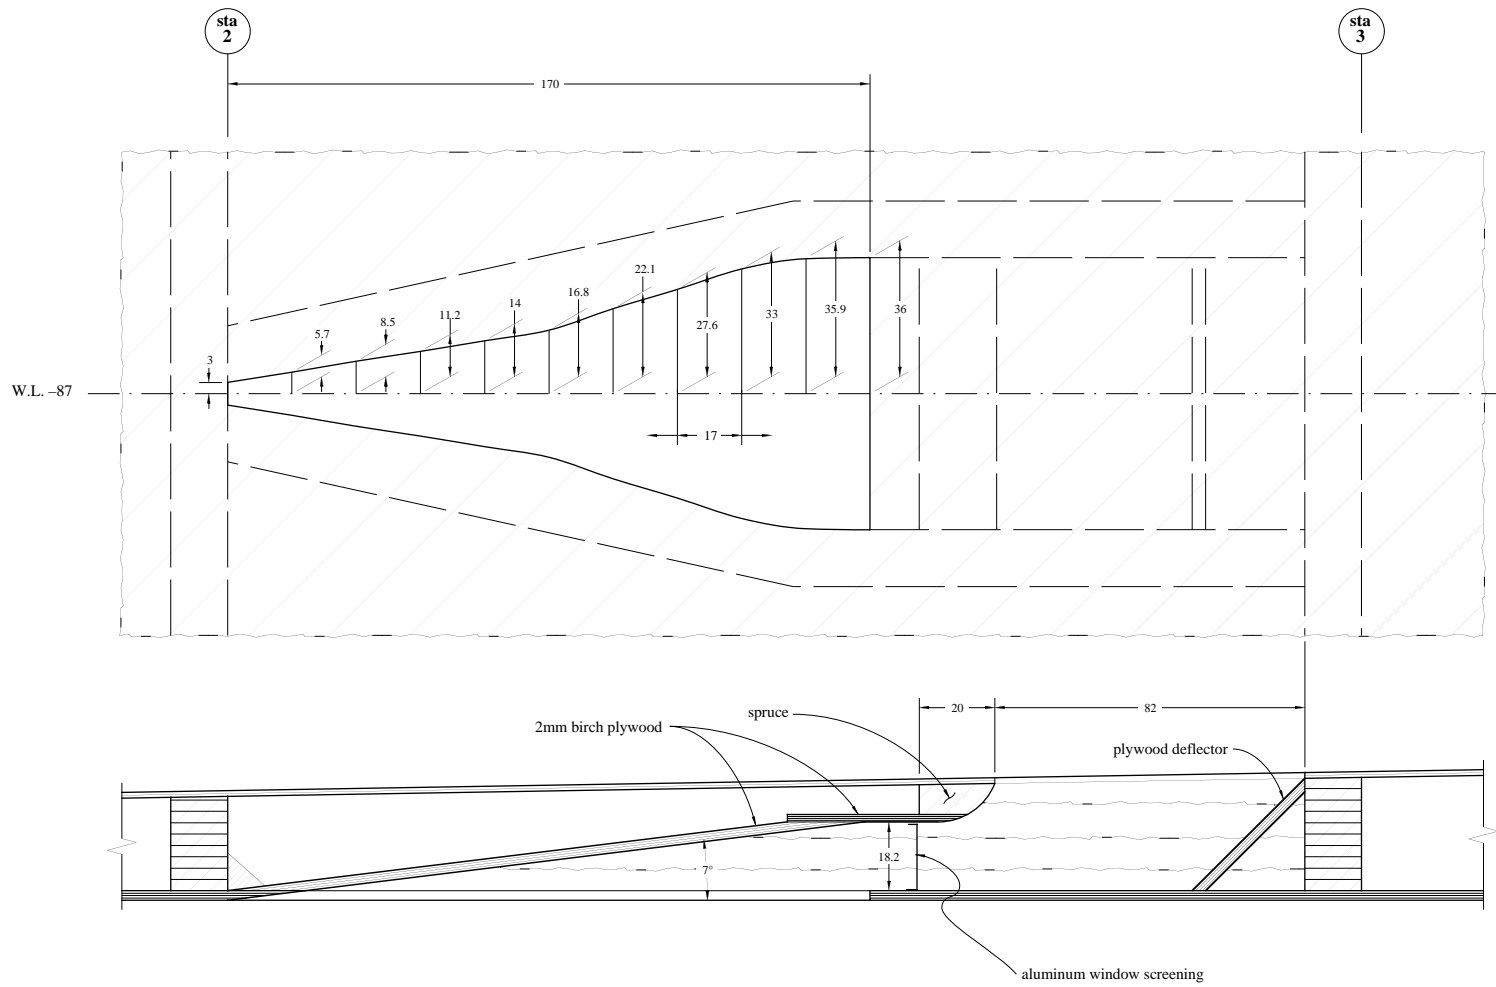 sta
2
sta
3
170
22.1
16.8
14
11.2
8.5
5.7
3
27.6
33
35.9
36
W.L. –87
17
20
82
spruce
2mm birch plywood
plywood deflector
18.2
7°
aluminum window screening